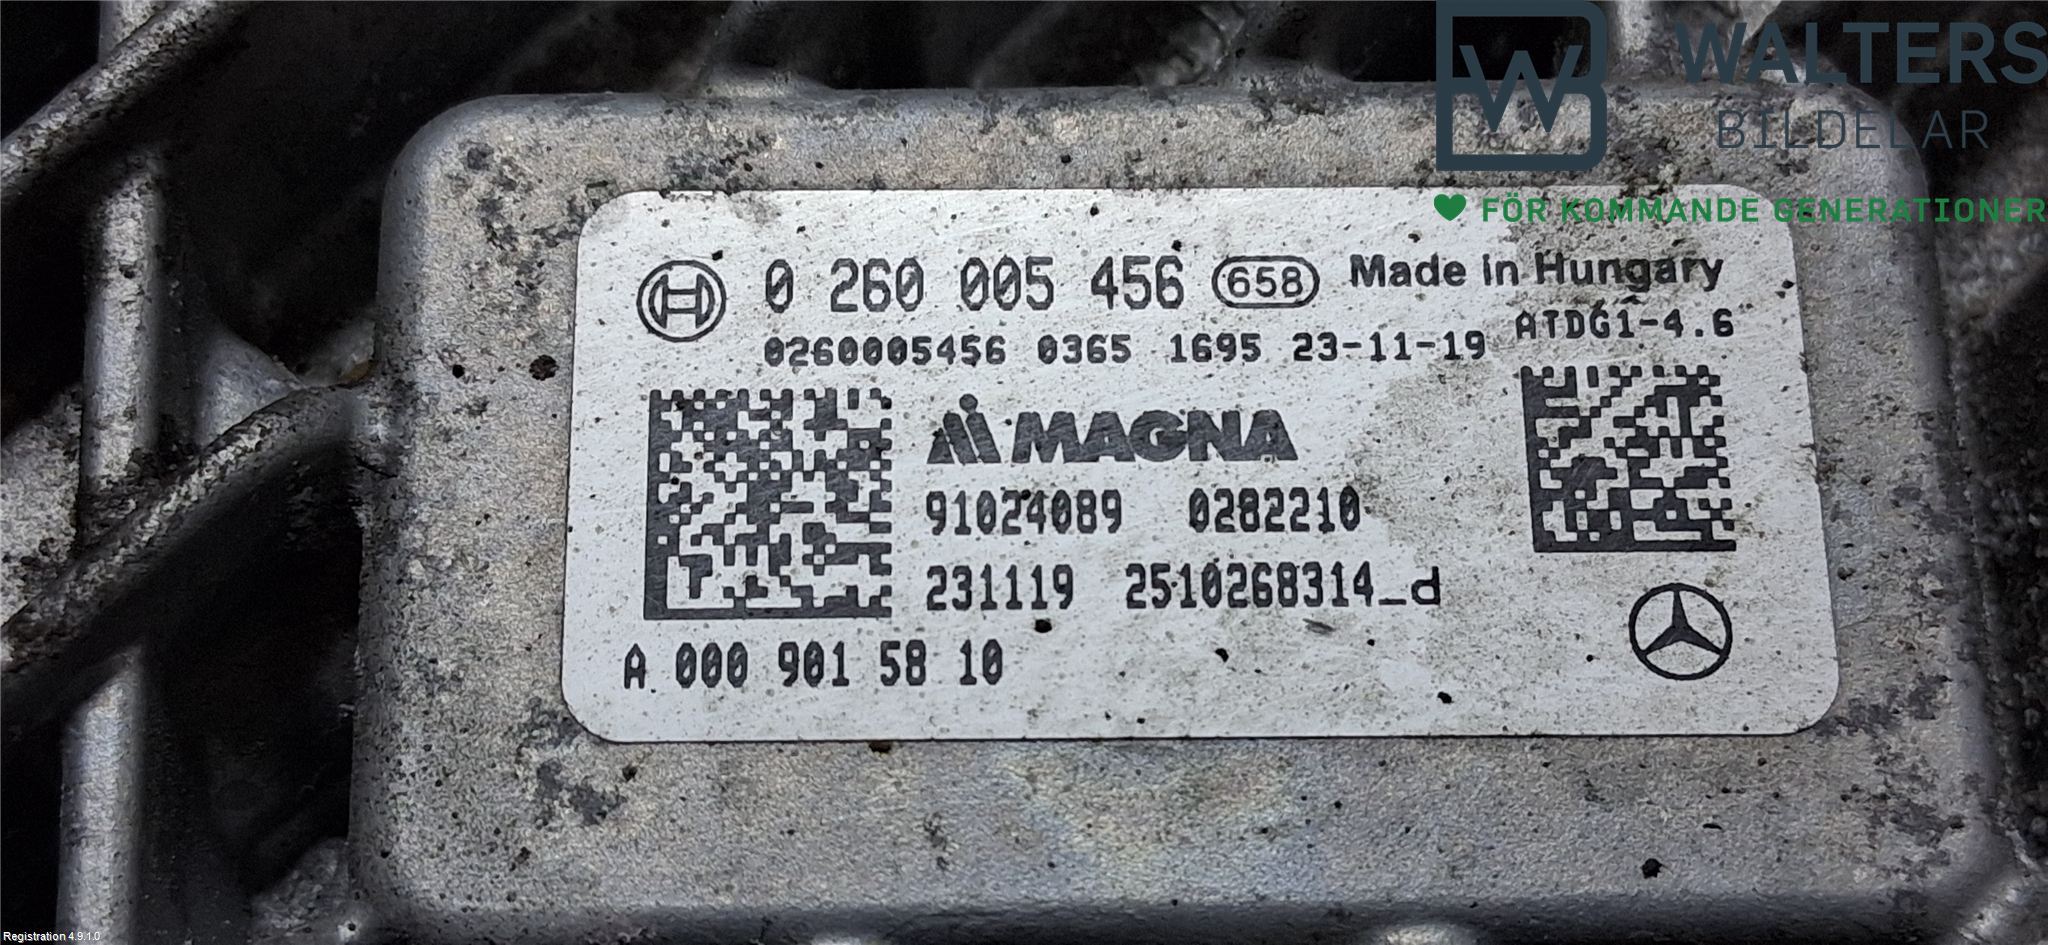 WALTERS
BILDELAR
FÖR KOMMANDE GENERATIONER
0 260 005 456 658 Made in Hungary
0260005456 0365 1695 23-11-19 ATDG1-4.6
MAGNA
91024089 0282210
231119 2510268314_d
A 000 901 58 10
Registration 4.9.1.0